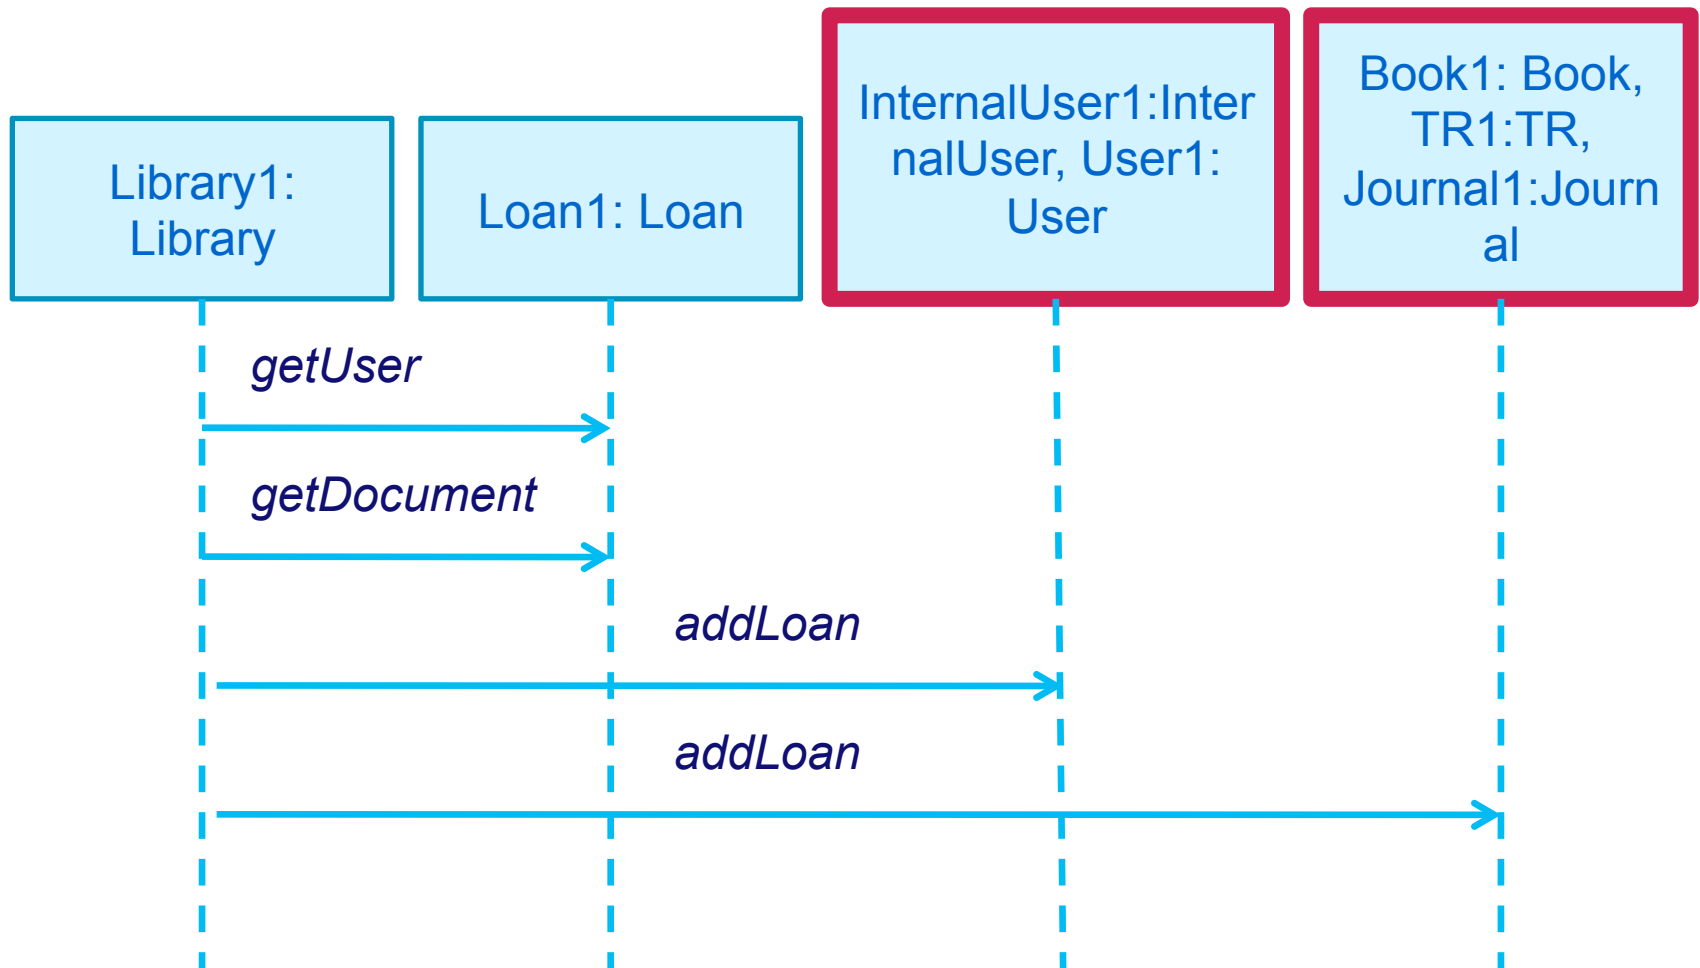 Library1:
Library
Loan1: Loan
InternalUser1:Inter
nalUser, User1:
User
Book1: Book,
TR1:TR,
Journal1:Journ
al
getUser
getDocument
addLoan
addLoan